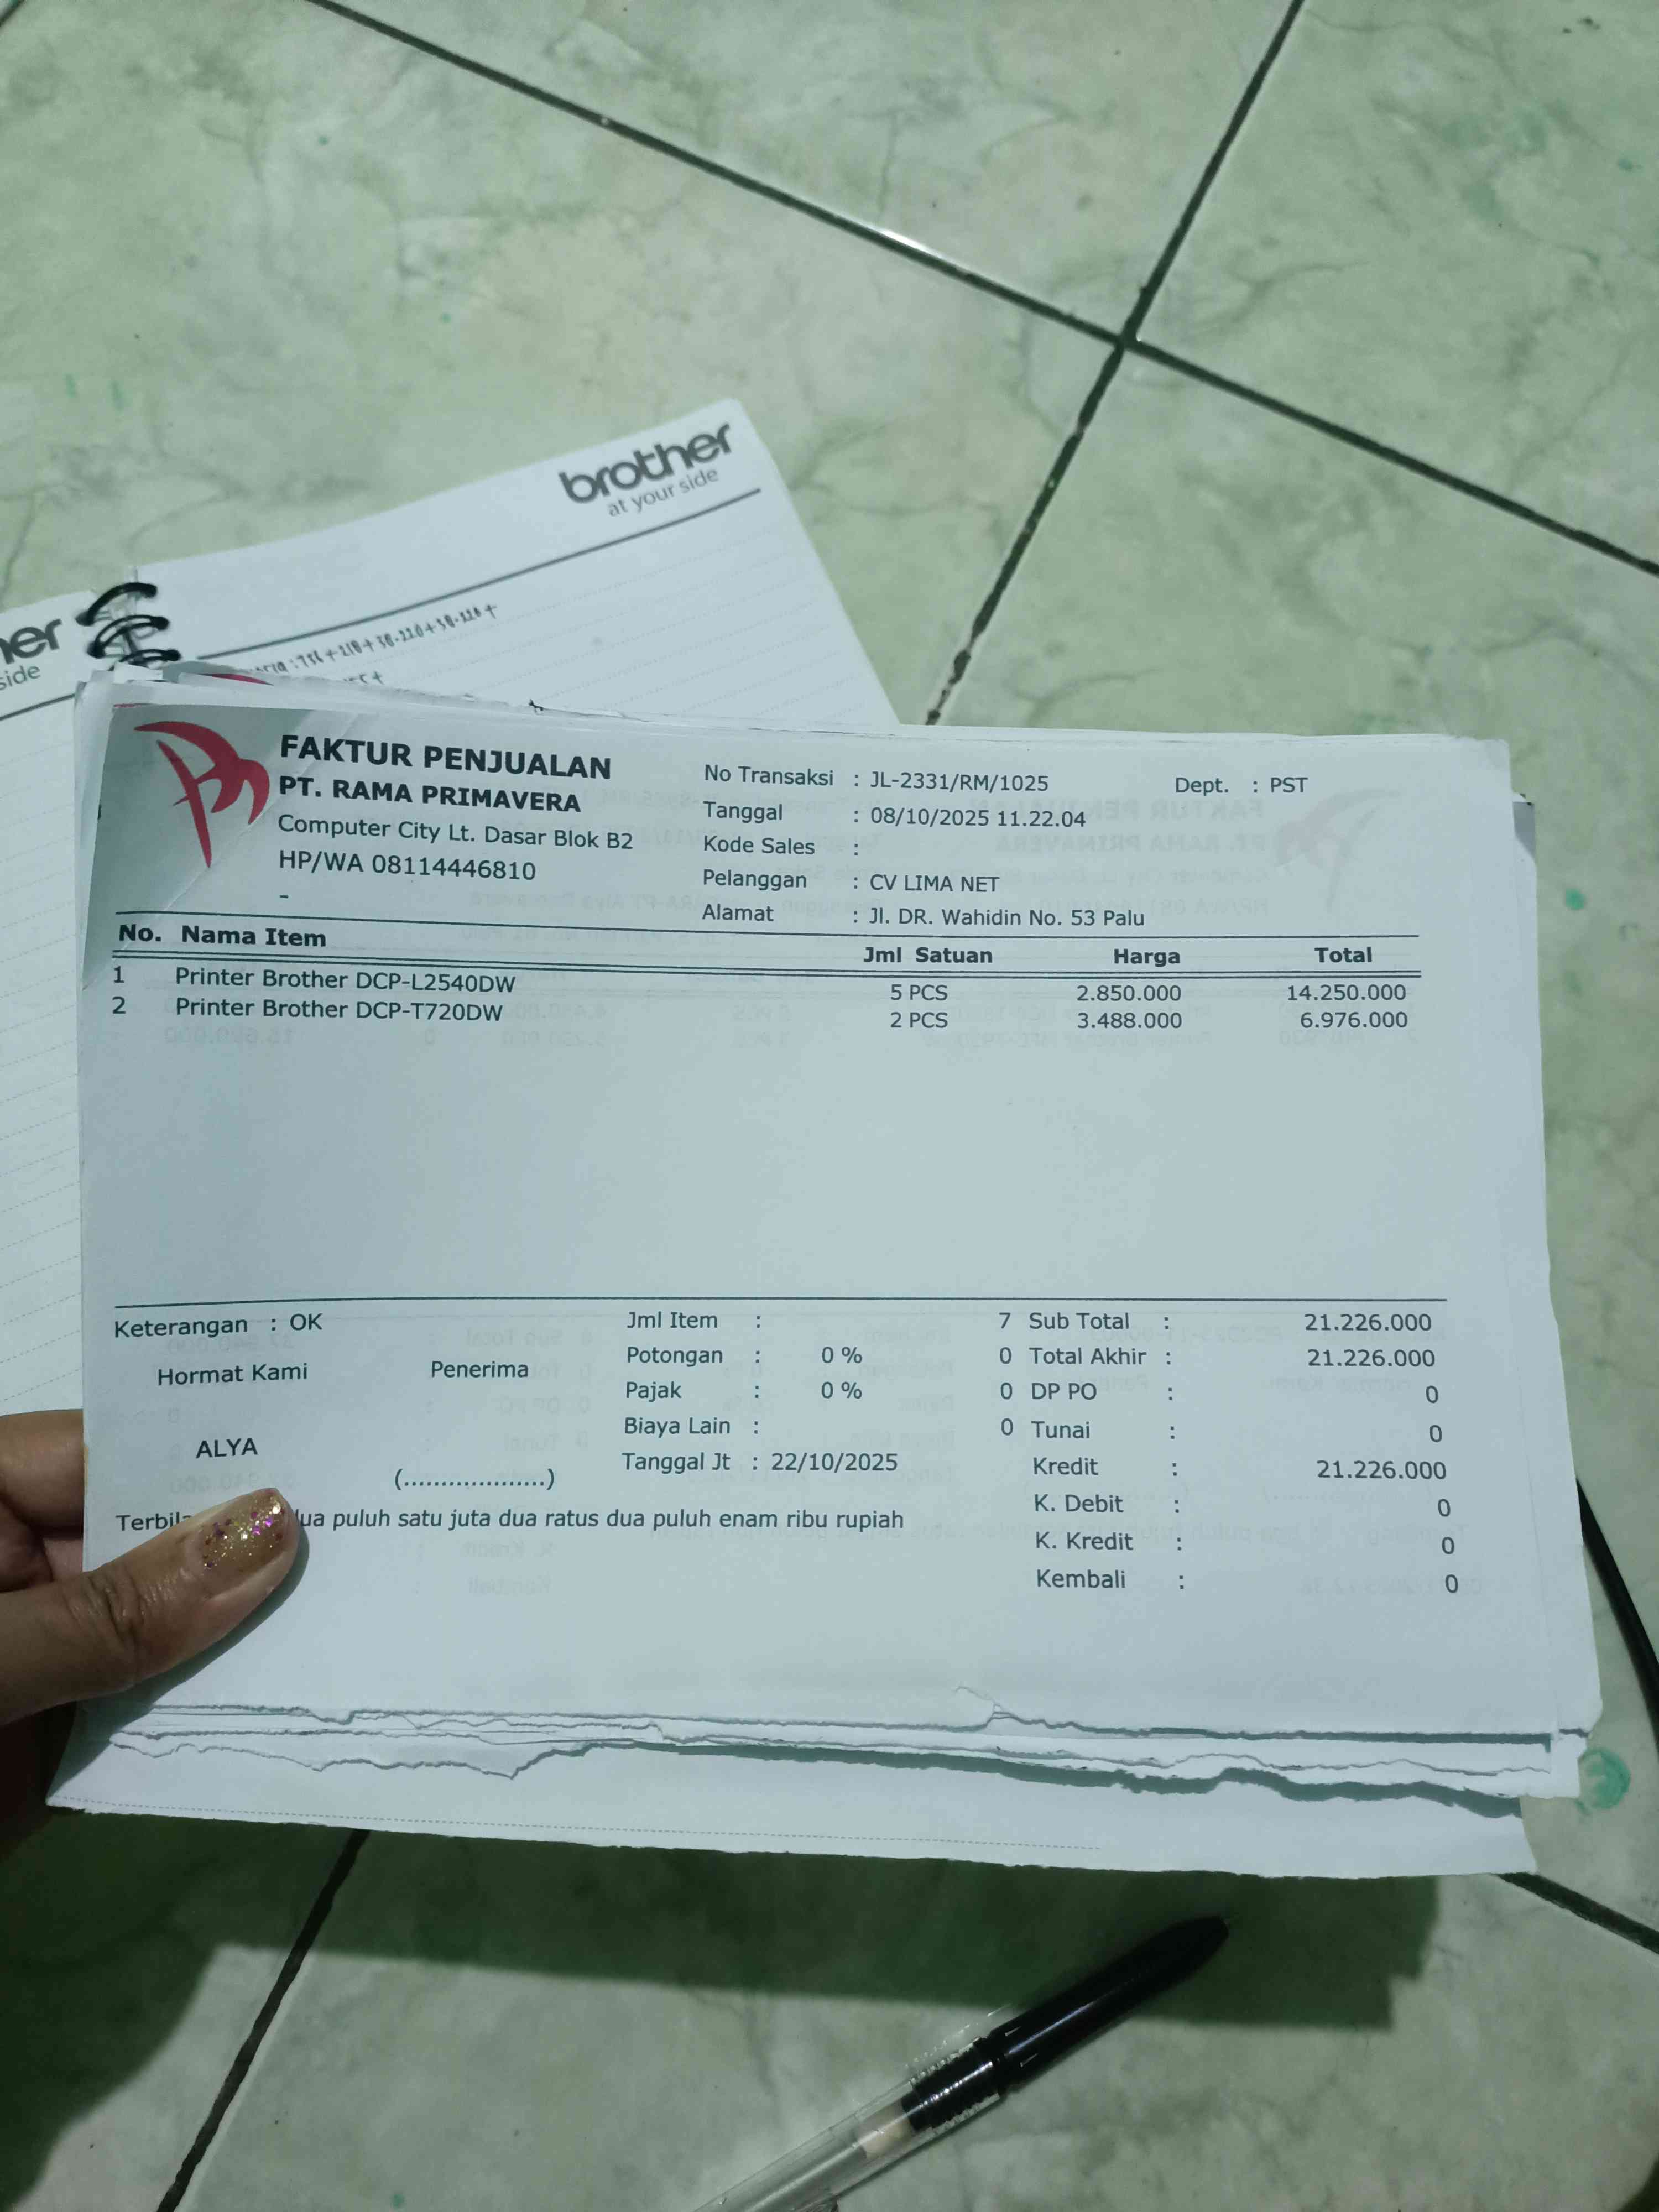 brother
at your side
her
side
FAKTUR PENJUALAN
PT. RAMA PRIMAVERA
Computer City Lt. Dasar Blok B2
HP/WA 08114446810
-
No Transaksi : JL-2331/RM/1025 Dept. : PST
Tanggal : 08/10/2025 11.22.04
Kode Sales :
Pelanggan : CV LIMA NET
Alamat : Jl. DR. Wahidin No. 53 Palu
No. Nama Item Jml Satuan Harga Total
1 Printer Brother DCP-L2540DW 5 PCS 2.850.000 14.250.000
2 Printer Brother DCP-T720DW 2 PCS 3.488.000 6.976.000
Keterangan : OK
Hormat Kami Penerima
ALYA
(...................)
Jml Item : 7
Potongan : 0 % 0
Pajak : 0 % 0
Biaya Lain : 0
Tanggal Jt : 22/10/2025
Sub Total : 21.226.000
Total Akhir : 21.226.000
DP PO : 0
Tunai : 0
Kredit : 21.226.000
K. Debit : 0
K. Kredit : 0
Kembali : 0
puluh satu juta dua ratus dua puluh enam ribu rupiah